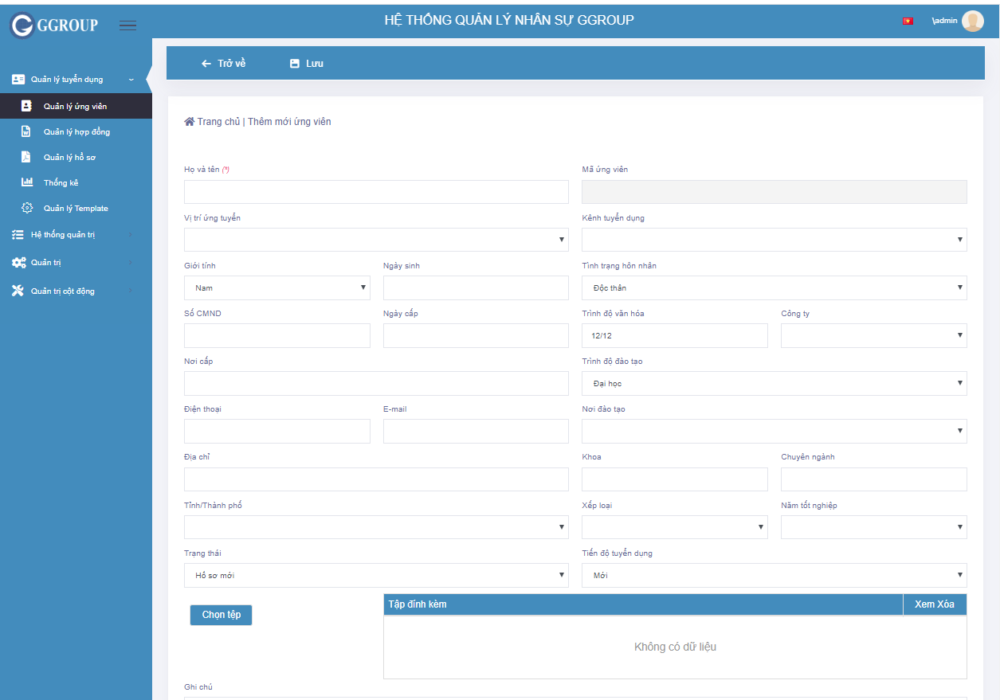 GGROUP
HỆ THỐNG QUẢN LÝ NHÂN SỰ GGROUP
\admin
Quản lý tuyển dụng
Quản lý ứng viên
Quản lý hợp đồng
Quản lý hồ sơ
Thống kê
Quản lý Template
Hệ thống quản trị
Quản trị
Quản trị cột động
Trở về Lưu
Trang chủ | Thêm mới ứng viên
Họ và tên (*) Mã ứng viên
Vị trí ứng tuyển Kênh tuyển dụng
Giới tính Ngày sinh Tình trạng hôn nhân
Nam Độc thân
Số CMND Ngày cấp Trình độ văn hóa Công ty
12/12
Nơi cấp Trình độ đào tạo
Đại học
Điện thoại E-mail Nơi đào tạo
Địa chỉ Khoa Chuyên ngành
Tỉnh/Thành phố Xếp loại Năm tốt nghiệp
Trạng thái Tiến độ tuyển dụng
Hồ sơ mới Mới
Chọn tệp Tập đính kèm Xem Xóa
Không có dữ liệu
Ghi chú